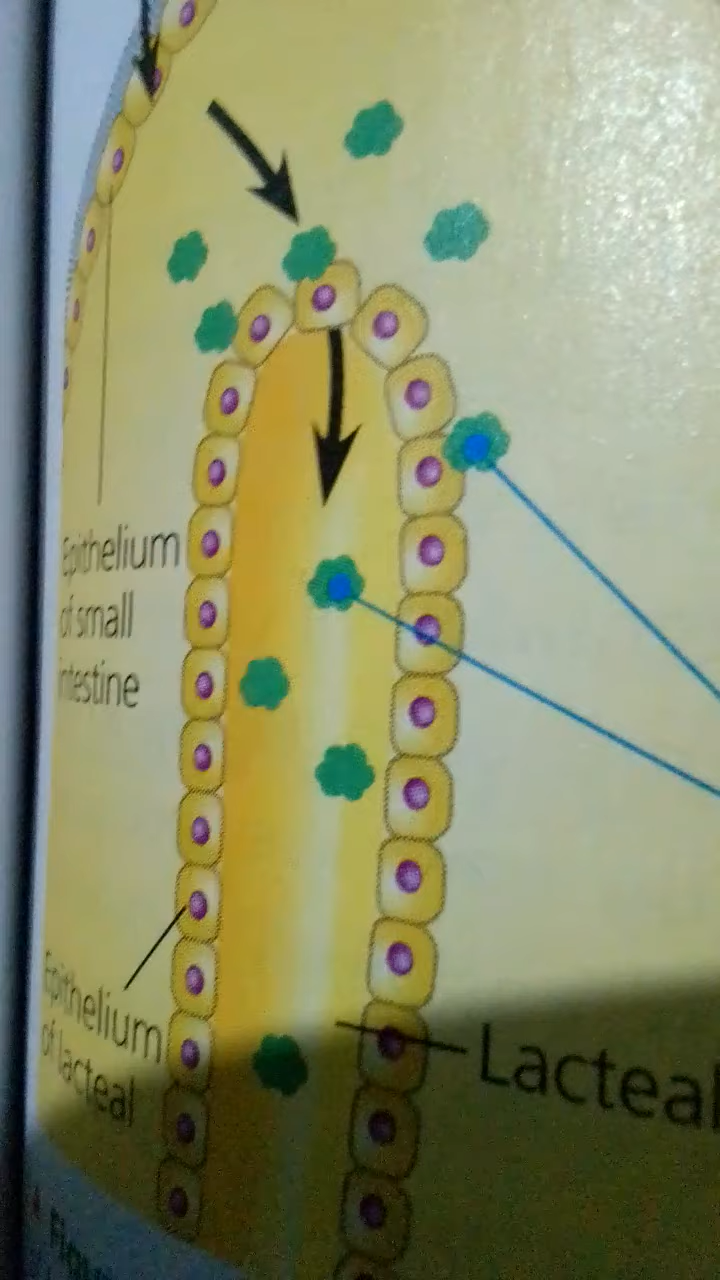 Epithelium
of small
intestine
Epithelium
of lacteal
Lacteal